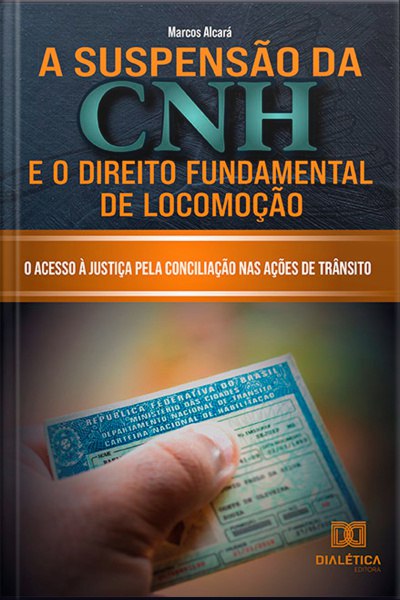 Marcos Alcará
A SUSPENSÃO DA
CNH
E O DIREITO FUNDAMENTAL
DE LOCOMOÇÃO
O ACESSO À JUSTIÇA PELA CONCILIAÇÃO NAS AÇÕES DE TRÂNSITO
REPÚBLICA FEDERATIVA DO BRASIL
MINISTÉRIO DAS CIDADES
DEPARTAMENTO NACIONAL DE TRÂNSITO
CARTEIRA NACIONAL DE HABILITAÇÃO
DIALÉTICA
EDITORA